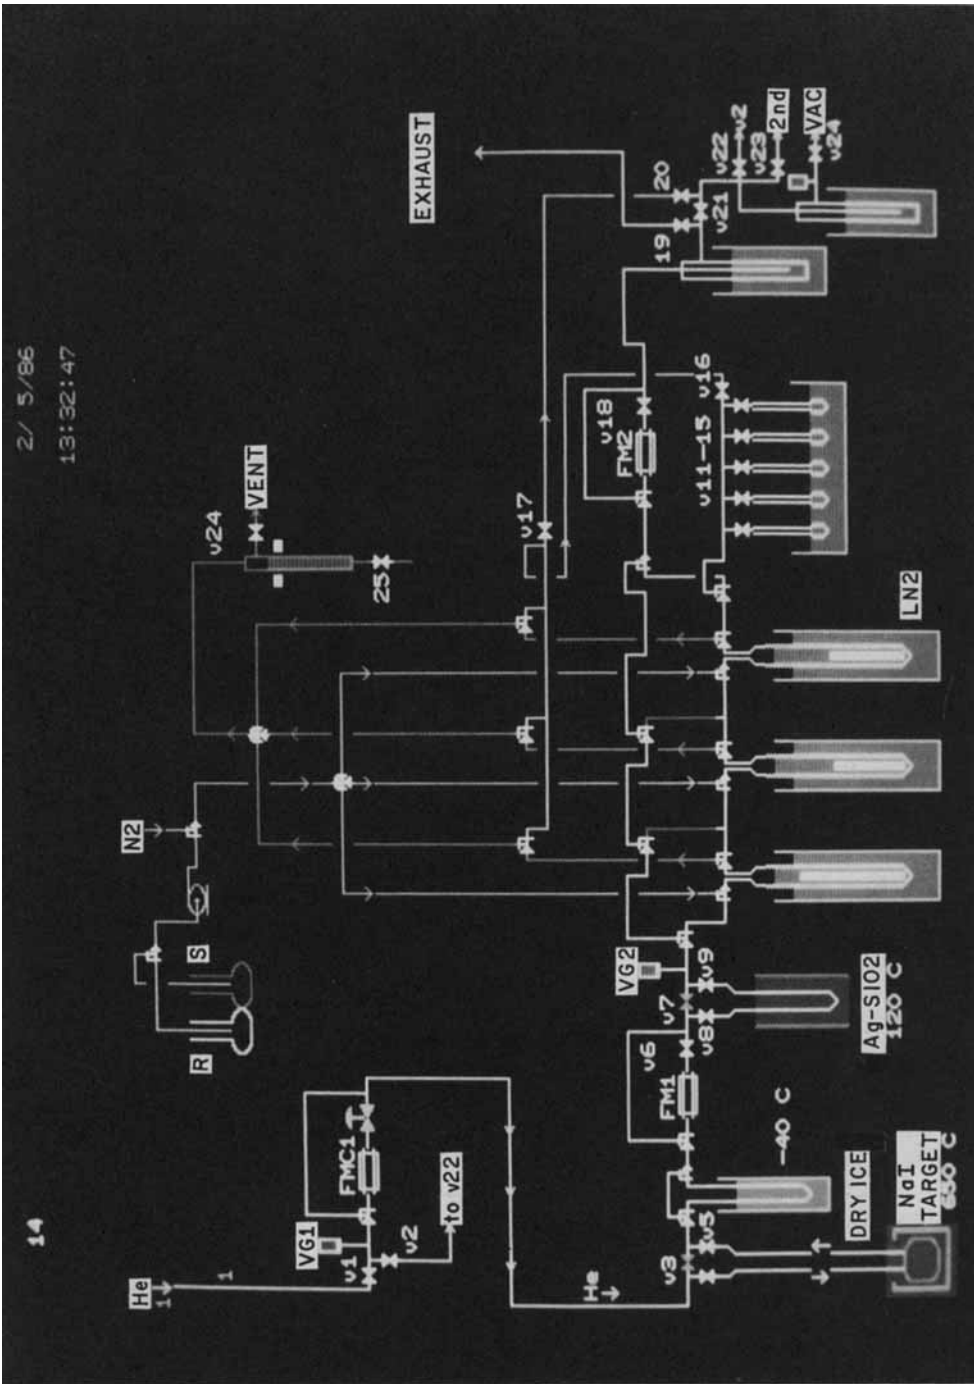 14
2/ 5/86
13:32:47
He
1
1
N2
R
S
VG1
v1
v2
FMC1
to v22
v24
VENT
25
EXHAUST
v17
19
20
v21
v22
v2
v23
2nd
VAC
v24
He
v3
v5
FM1
v6
v7
v8
v9
VG2
v18
FM2
v11-15
v16
-40 C
DRY ICE
NaI
TARGET
650 C
Ag-SIO2
120 C
LN2